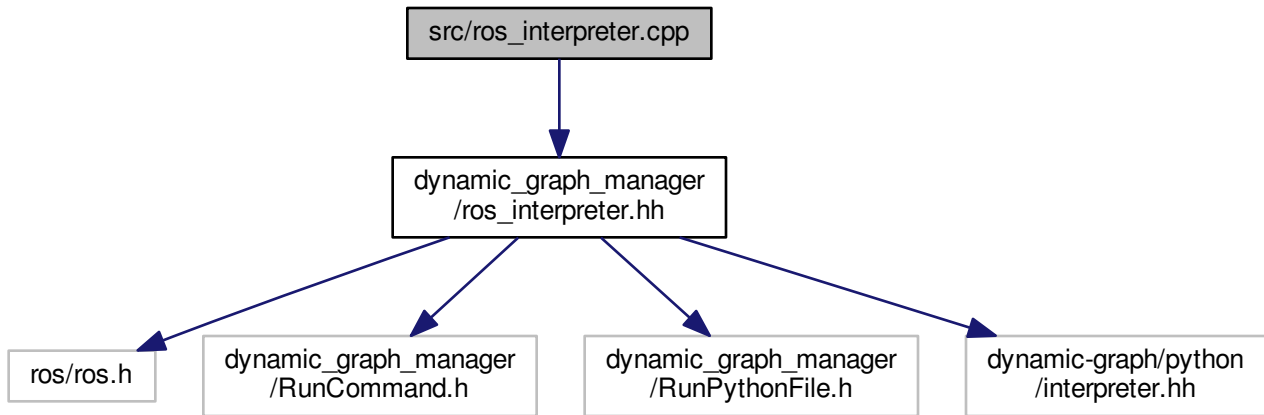 src/ros_interpreter.cpp
dynamic_graph_manager
/ros_interpreter.hh
ros/ros.h
dynamic_graph_manager
/RunCommand.h
dynamic_graph_manager
/RunPythonFile.h
dynamic-graph/python
/interpreter.hh